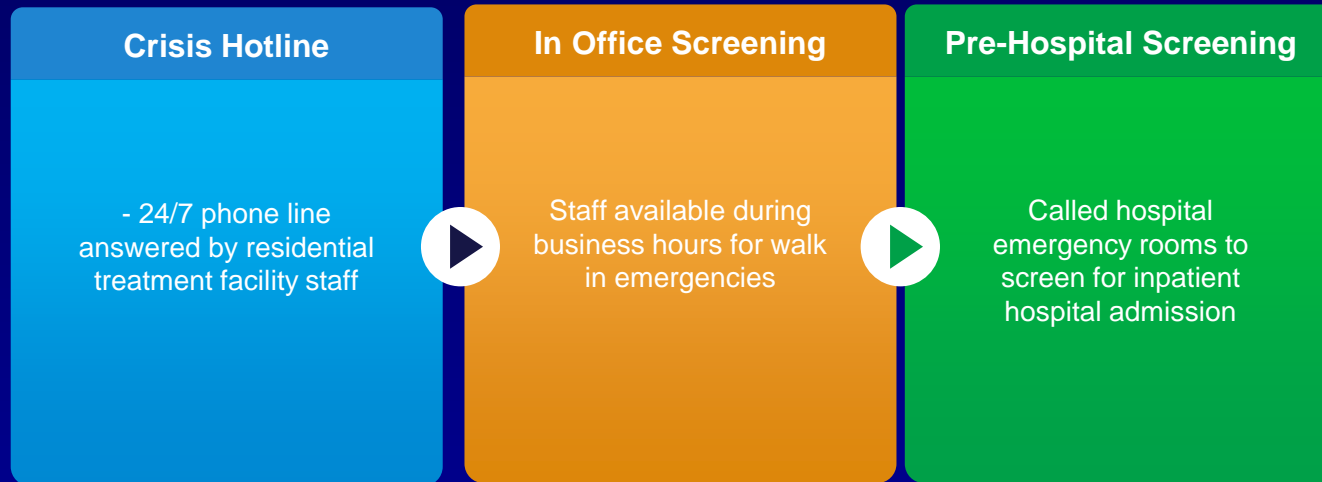 Crisis Hotline
- 24/7 phone line
answered by residential
treatment facility staff
In Office Screening
Staff available during
business hours for walk
in emergencies
Pre-Hospital Screening
Called hospital
emergency rooms to
screen for inpatient
hospital admission